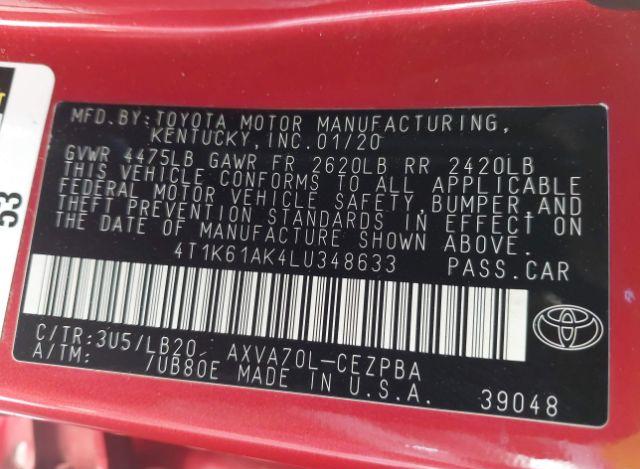 MFD.BY:TOYOTA MOTOR MANUFACTURING,
KENTUCKY,INC.01/20
GVWR 4475LB GAWR FR 2620LB RR 2420LB
THIS VEHICLE CONFORMS TO ALL APPLICABLE
FEDERAL MOTOR VEHICLE SAFETY,BUMPER,AND
THEFT PREVENTION STANDARDS IN EFFECT ON
THE DATE OF MANUFACTURE SHOWN ABOVE.
4T1K61AK4LU348633 PASS.CAR
C/TR:3U5/LB20 AXVA70L-CEZPBA
A/TM: /UB80E MADE IN U.S.A. 39048
53